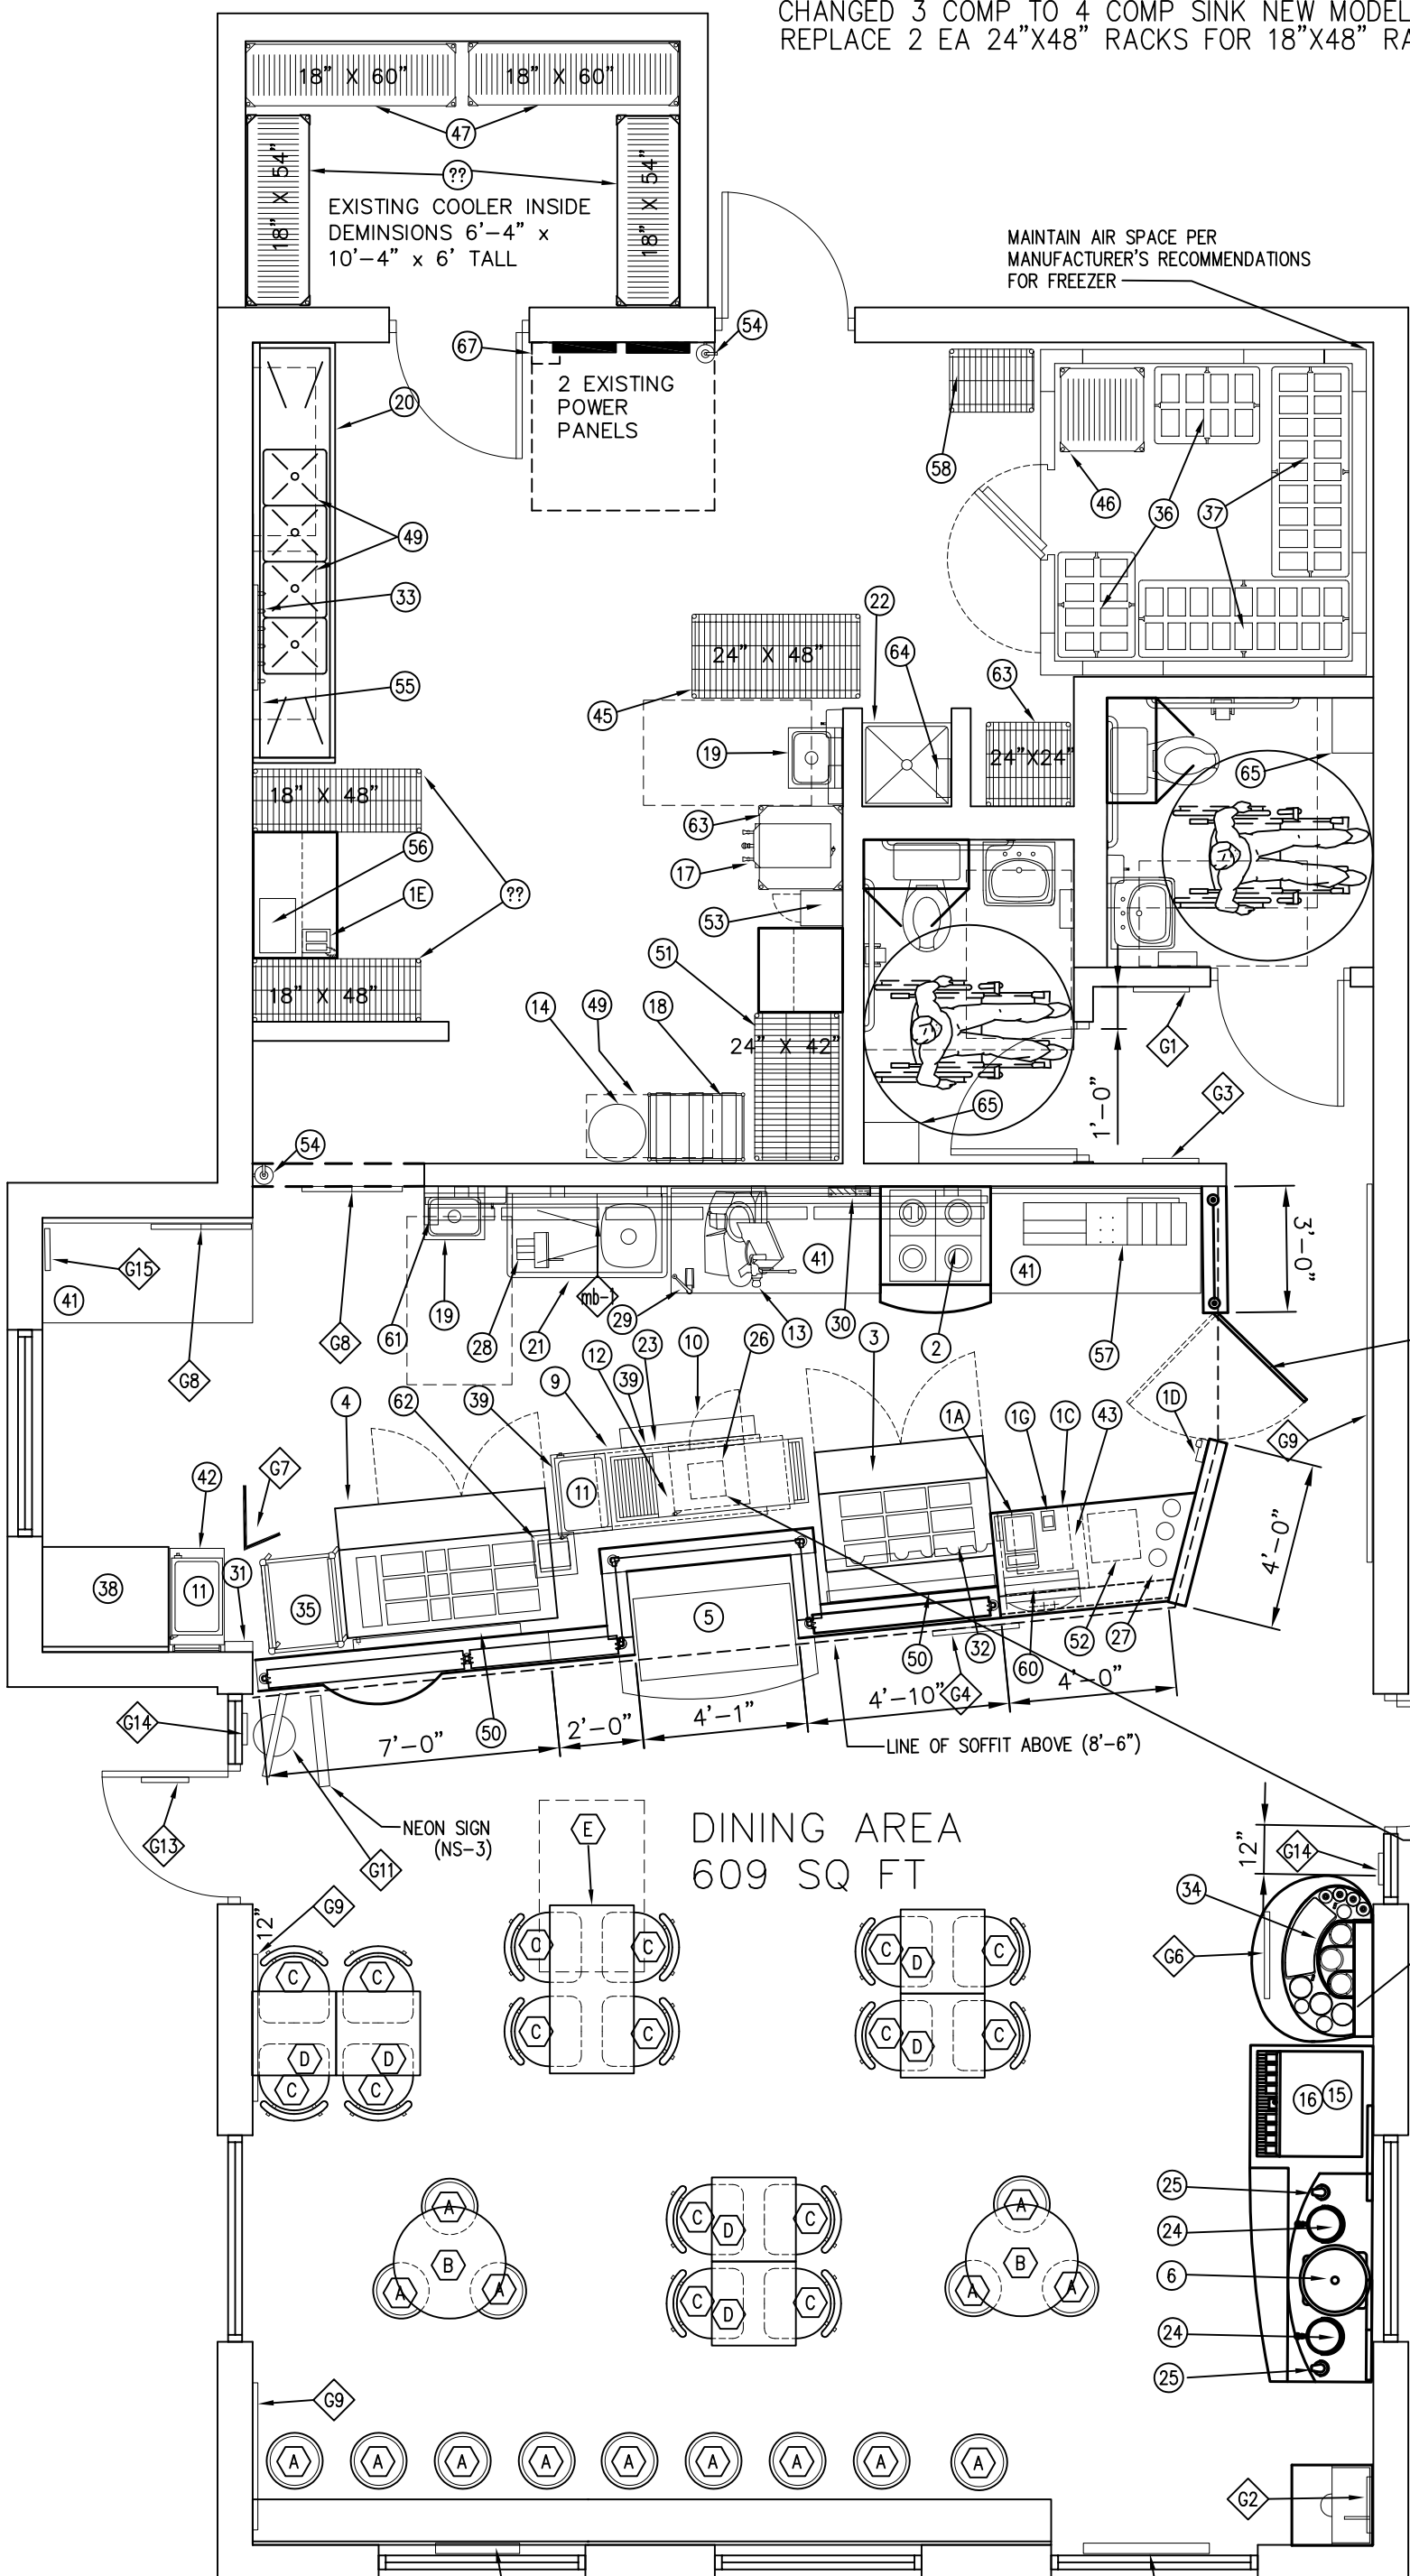 CHANGED 3 COMP TO 4 COMP SINK NEW MODEL
REPLACE 2 EA 24"X48" RACKS FOR 18"X48" RA
18" X 60"
18" X 60"
47
18" X 54"
18" X 54"
??
EXISTING COOLER INSIDE
DEMINSIONS 6'-4" x
10'-4" x 6' TALL
MAINTAIN AIR SPACE PER
MANUFACTURER'S RECOMMENDATIONS
FOR FREEZER
67
54
2 EXISTING
POWER
PANELS
20
58
46
36
37
49
33
22
24" X 48"
64
63
55
45
19
24"X24"
65
18" X 48"
63
56
17
1E
??
53
51
18" X 48"
14
49
18
24" X 42"
G1
65
1'-0"
G3
54
3'-0"
G15
41
61
19
G8
28
21
mb-1
29
13
41
30
2
41
57
G8
4
62
39
9
12
39
23
10
26
3
1A
1G
1C
43
1D
G9
42
G7
11
4'-0"
38
11
31
35
5
50
32
60
52
27
G14
7'-0"
50
2'-0"
4'-1"
4'-10"
G4
4'-0"
LINE OF SOFFIT ABOVE (8'-6")
G13
NEON SIGN
(NS-3)
G11
E
DINING AREA
609 SQ FT
12"
G14
34
G9
12"
G6
C
C
C
C
C
D
C
C
C
D
D
C
C
C
C
D
C
16
15
25
24
6
24
25
A
B
A
A
C
D
C
C
D
C
A
B
A
A
G9
A
A
A
A
A
A
A
A
A
G2